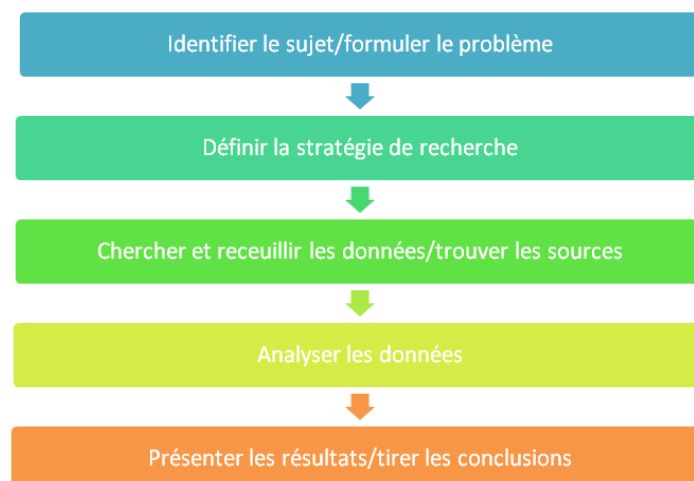 Identifier le sujet/formuler le problème
Définir la stratégie de recherche
Chercher et receuillir les données/trouver les sources
Analyser les données
Présenter les résultats/tirer les conclusions